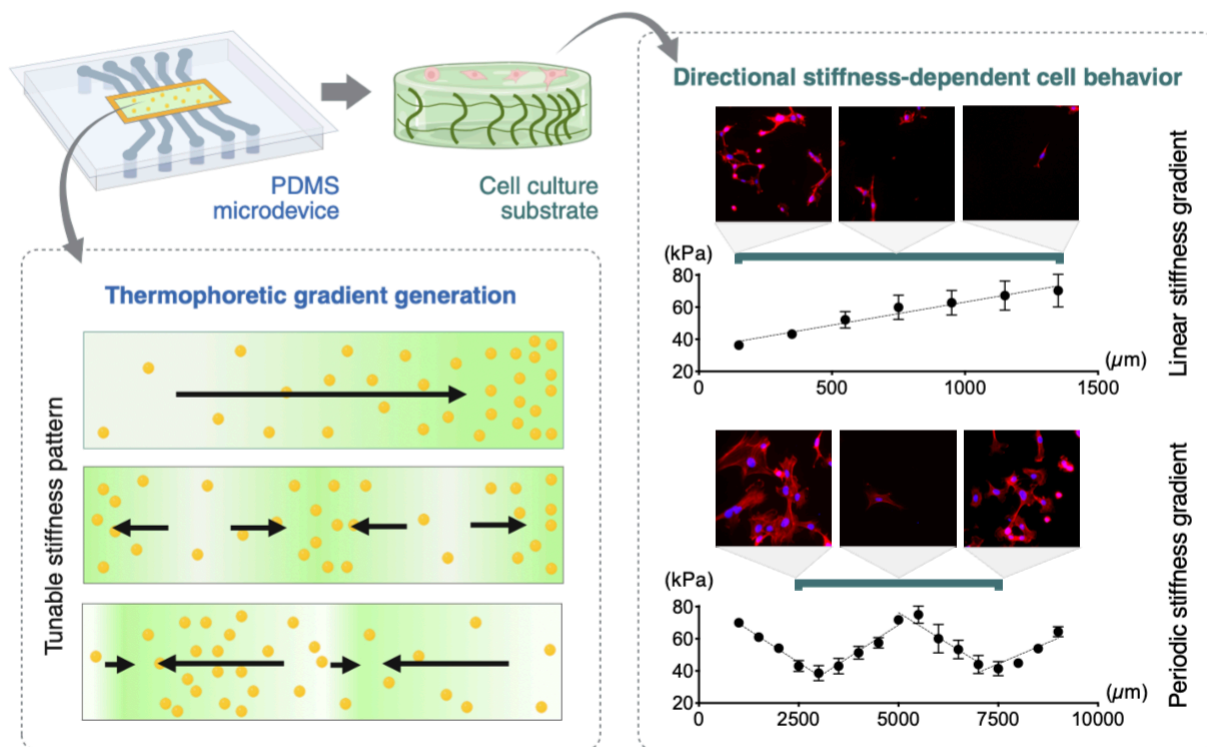 PDMS
microdevice
Cell culture
substrate
Thermophoretic gradient generation
Tunable stiffness pattern
Directional stiffness-dependent cell behavior
Linear stiffness gradient
(kPa)
80
60
40
20
0
500
1000
1500
(µm)
Periodic stiffness gradient
(kPa)
80
60
40
20
0
2500
5000
7500
10000
(µm)